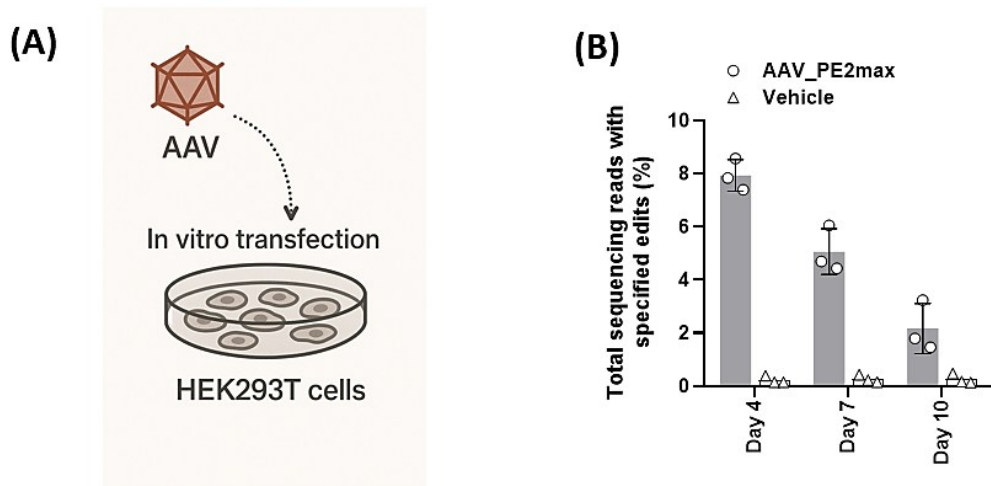 (A)
AAV
In vitro transfection
HEK293T cells
(B)
AAV_PE2max
Vehicle
Total sequencing reads with
specified edits (%)
10
8
6
4
2
0
Day 4
Day 7
Day 10